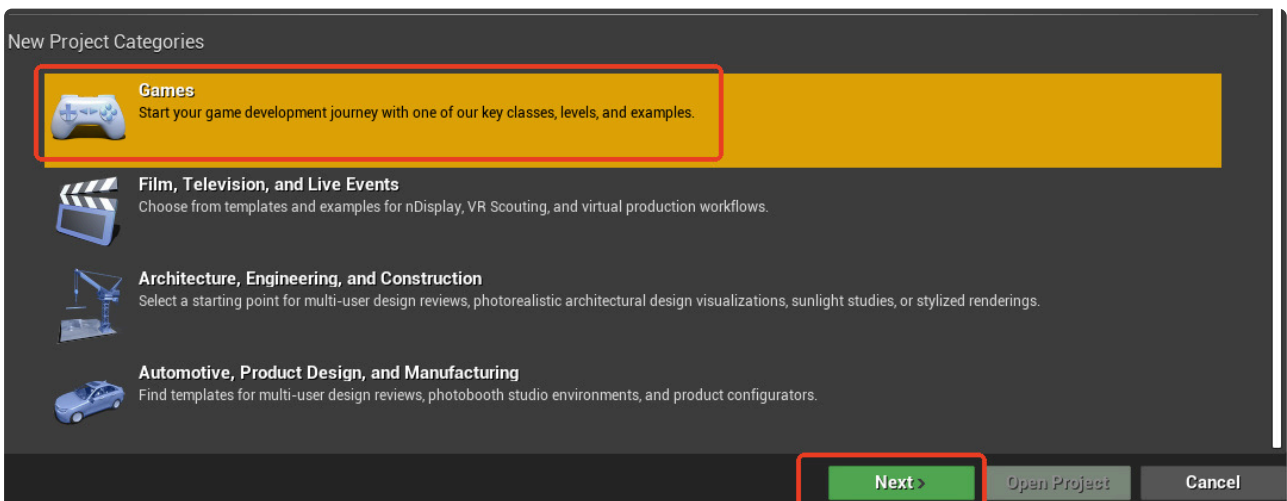 New Project Categories
Games
Start your game development journey with one of our key classes, levels, and examples.
Film, Television, and Live Events
Choose from templates and examples for nDisplay, VR Scouting, and virtual production workflows.
Architecture, Engineering, and Construction
Select a starting point for multi-user design reviews, photorealistic architectural design visualizations, sunlight studies, or stylized renderings.
Automotive, Product Design, and Manufacturing
Find templates for multi-user design reviews, photobooth studio environments, and product configurators.
Next > Open Project Cancel